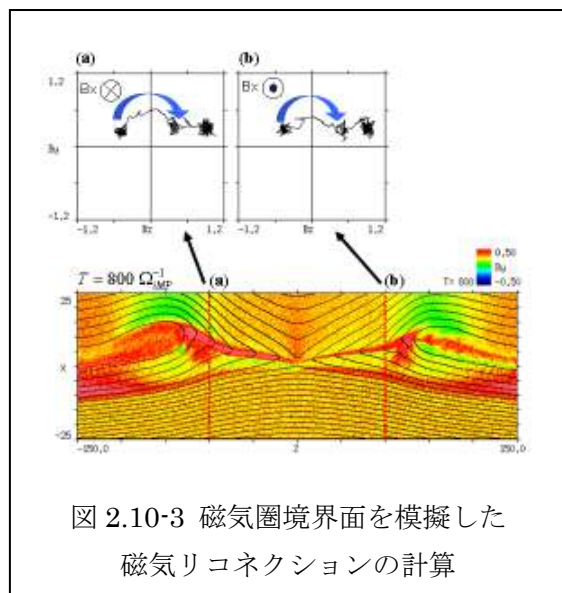 (a) (b)
1.2 Bx Bx
By
-1.2
-1.2 Bz 1.2 -1.2 Bz 1.2
0.50
By
T= 800 -0.50
T = 800 Ω⁻¹iMP (a) (b)
25
X
-25
-250.0 Z 250.0
図 2.10-3 磁気圏境界面を模擬した
磁気リコネクションの計算